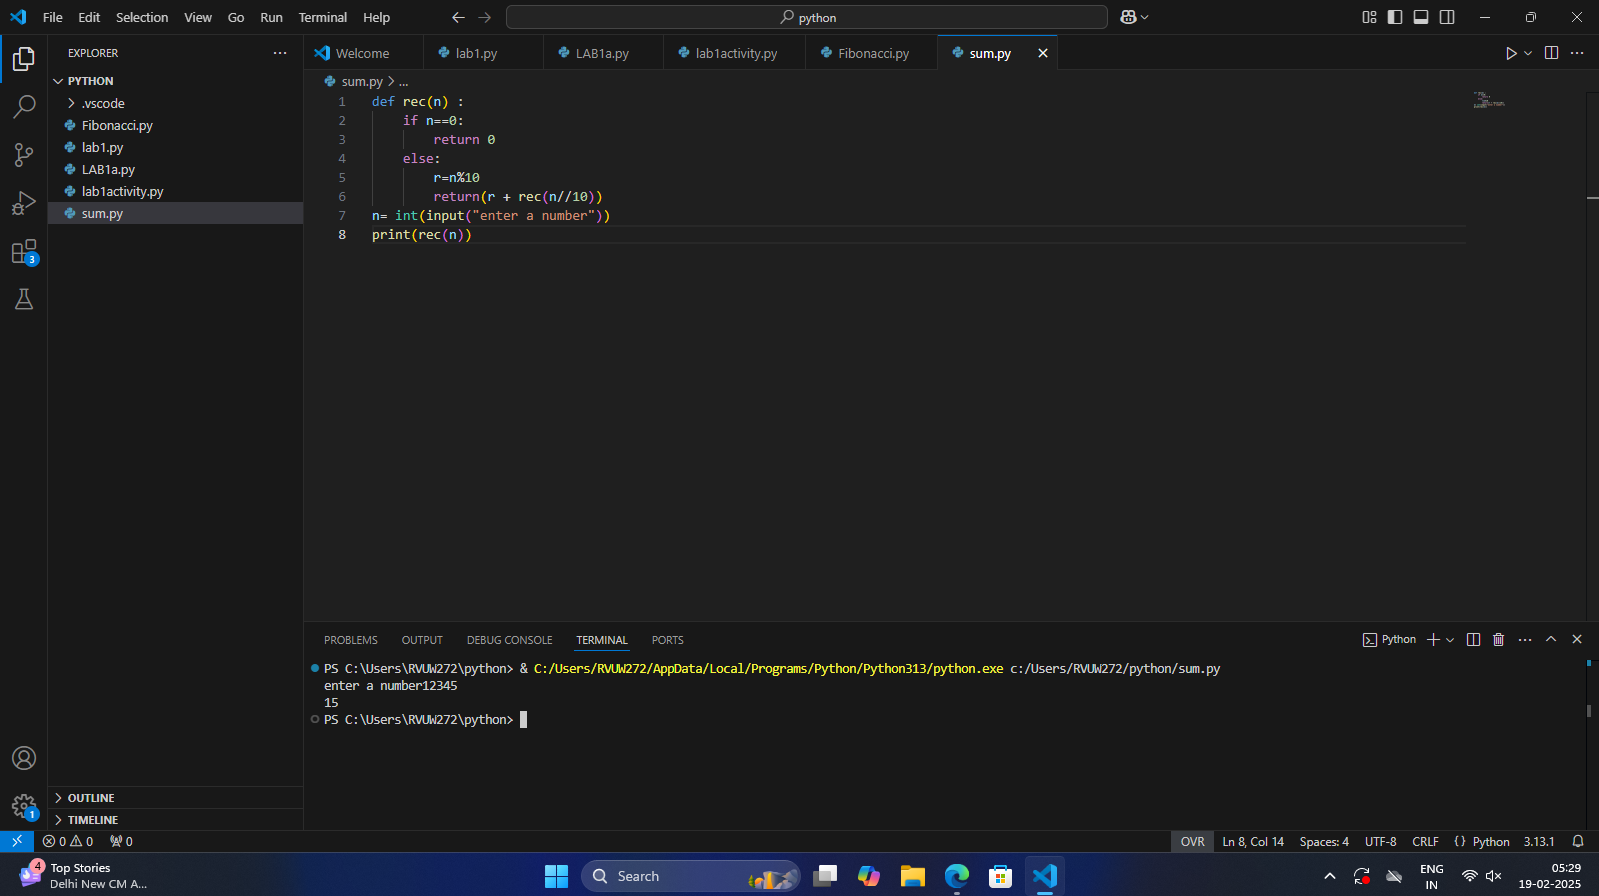 File Edit Selection View Go Run Terminal Help
python
EXPLORER
PYTHON
.vscode
Fibonacci.py
lab1.py
LAB1a.py
lab1activity.py
sum.py
3
1
OUTLINE
TIMELINE
Welcome lab1.py LAB1a.py lab1activity.py Fibonacci.py sum.py
sum.py > ...
1 def rec(n) :
2 if n==0:
3 return 0
4 else:
5 r=n%10
6 return(r + rec(n//10))
7 n= int(input("enter a number"))
8 print(rec(n))
PROBLEMS OUTPUT DEBUG CONSOLE TERMINAL PORTS
Python
PS C:\Users\RVUW272\python> & C:/Users/RVUW272/AppData/Local/Programs/Python/Python313/python.exe c:/Users/RVUW272/python/sum.py
enter a number12345
15
PS C:\Users\RVUW272\python>
0 0 0
OVR Ln 8, Col 14 Spaces: 4 UTF-8 CRLF {} Python 3.13.1
4
Top Stories
Delhi New CM A...
Search
ENG
IN
05:29
19-02-2025